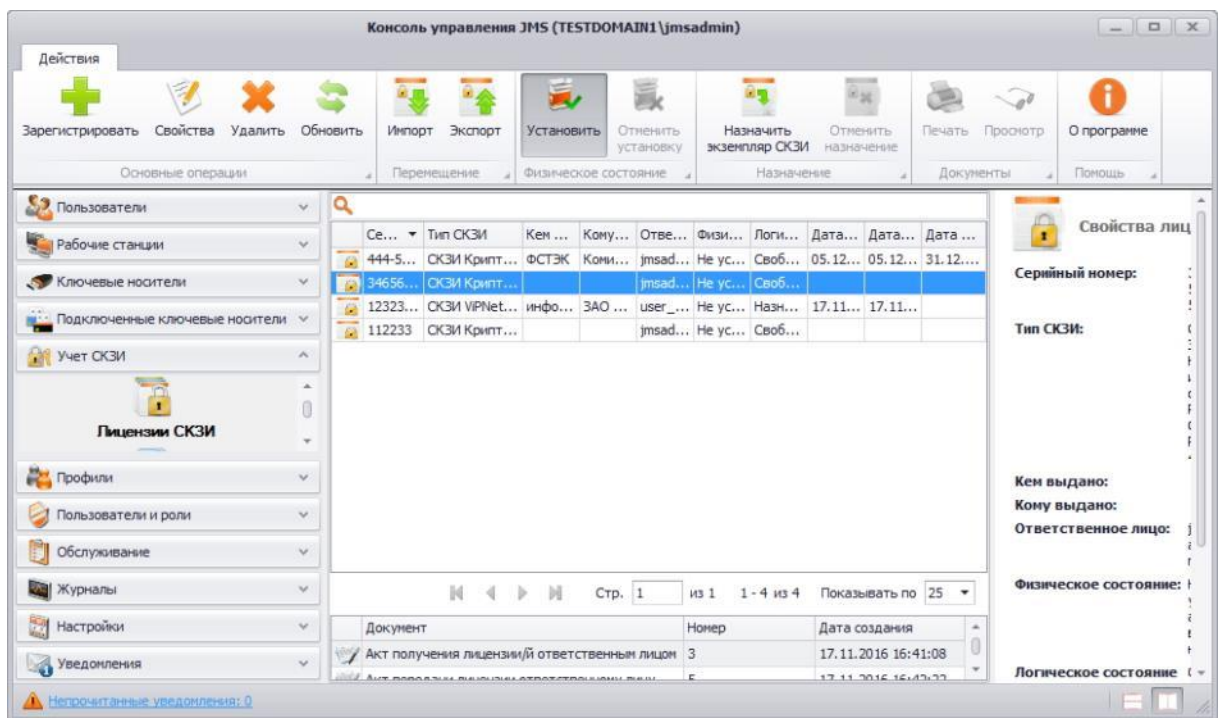 Консоль управления JMS (TESTDOMAIN1\jmsadmin)
Действия
Зарегистрировать Свойства Удалить Обновить Импорт Экспорт Установить Отменить установку Назначить экземпляр СКЗИ Отменить назначение Печать Просмотр О программе
Основные операции Перемещение Физическое состояние Назначение Документы Помощь
Пользователи
Рабочие станции
Ключевые носители
Подключенные ключевые носители
Учет СКЗИ
Лицензии СКЗИ
Профили
Пользователи и роли
Обслуживание
Журналы
Настройки
Уведомления
Се... Тип СКЗИ Кем ... Кому... Отве... Физи... Логи... Дата... Дата... Дата ...
444-5... СКЗИ Крипт... ФСТЭК Коми... jmsad... Не ус... Своб... 05.12... 05.12... 31.12....
34656... СКЗИ Крипт... jmsad... Не ус... Своб...
12323... СКЗИ ViPNet... инфо... ЗАО ... user_... Не ус... Назн... 17.11... 17.11...
112233 СКЗИ Крипт... jmsad... Не ус... Своб...
Стр. 1 из 1 1 - 4 из 4 Показывать по 25
Документ Номер Дата создания
Акт получения лицензии/й ответственным лицом 3 17.11.2016 16:41:08
Свойства лиц
Серийный номер:
Тип СКЗИ:
Кем выдано:
Кому выдано:
Ответственное лицо:
Физическое состояние:
Логическое состояние
Непрочитанные уведомления: 0